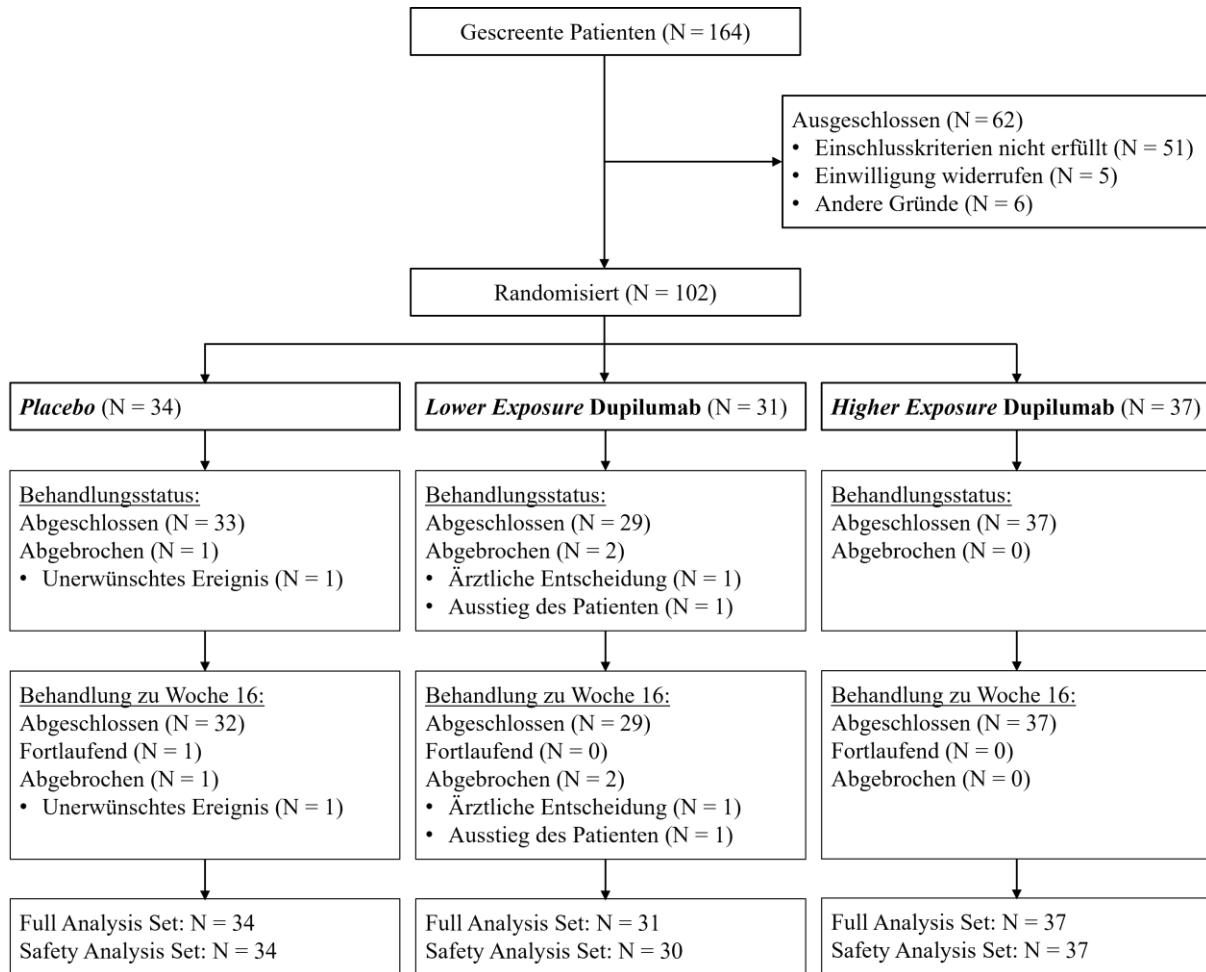 Gescreente Patienten (N = 164)
Ausgeschlossen (N = 62)
• Einschlusskriterien nicht erfüllt (N = 51)
• Einwilligung widerrufen (N = 5)
• Andere Gründe (N = 6)
Randomisiert (N = 102)
Placebo (N = 34)
Lower Exposure Dupilumab (N = 31)
Higher Exposure Dupilumab (N = 37)
Behandlungsstatus:
Abgeschlossen (N = 33)
Abgebrochen (N = 1)
• Unerwünschtes Ereignis (N = 1)
Behandlungsstatus:
Abgeschlossen (N = 29)
Abgebrochen (N = 2)
• Ärztliche Entscheidung (N = 1)
• Ausstieg des Patienten (N = 1)
Behandlungsstatus:
Abgeschlossen (N = 37)
Abgebrochen (N = 0)
Behandlung zu Woche 16:
Abgeschlossen (N = 32)
Fortlaufend (N = 1)
Abgebrochen (N = 1)
• Unerwünschtes Ereignis (N = 1)
Behandlung zu Woche 16:
Abgeschlossen (N = 29)
Fortlaufend (N = 0)
Abgebrochen (N = 2)
• Ärztliche Entscheidung (N = 1)
• Ausstieg des Patienten (N = 1)
Behandlung zu Woche 16:
Abgeschlossen (N = 37)
Fortlaufend (N = 0)
Abgebrochen (N = 0)
Full Analysis Set: N = 34
Safety Analysis Set: N = 34
Full Analysis Set: N = 31
Safety Analysis Set: N = 30
Full Analysis Set: N = 37
Safety Analysis Set: N = 37